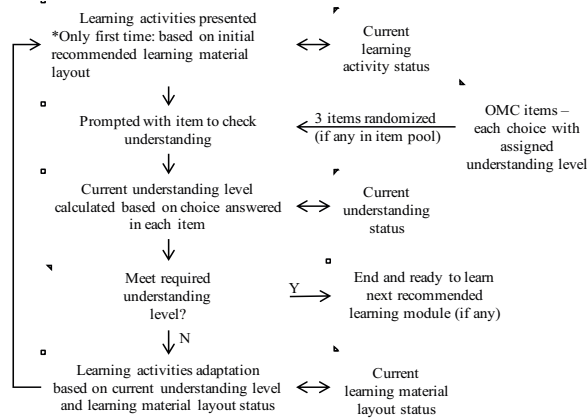 Learning activities presented
*Only first time: based on initial
recommended learning material
layout
Current
learning
activity status
Prompted with item to check
understanding
3 items randomized
(if any in item pool)
OMC items –
each choice with
assigned
understanding level
Current understanding level
calculated based on choice answered
in each item
Current
understanding
status
Meet required
understanding
level?
Y
End and ready to learn
next recommended
learning module (if any)
N
Learning activities adaptation
based on current understanding level
and learning material layout status
Current
learning material
layout status